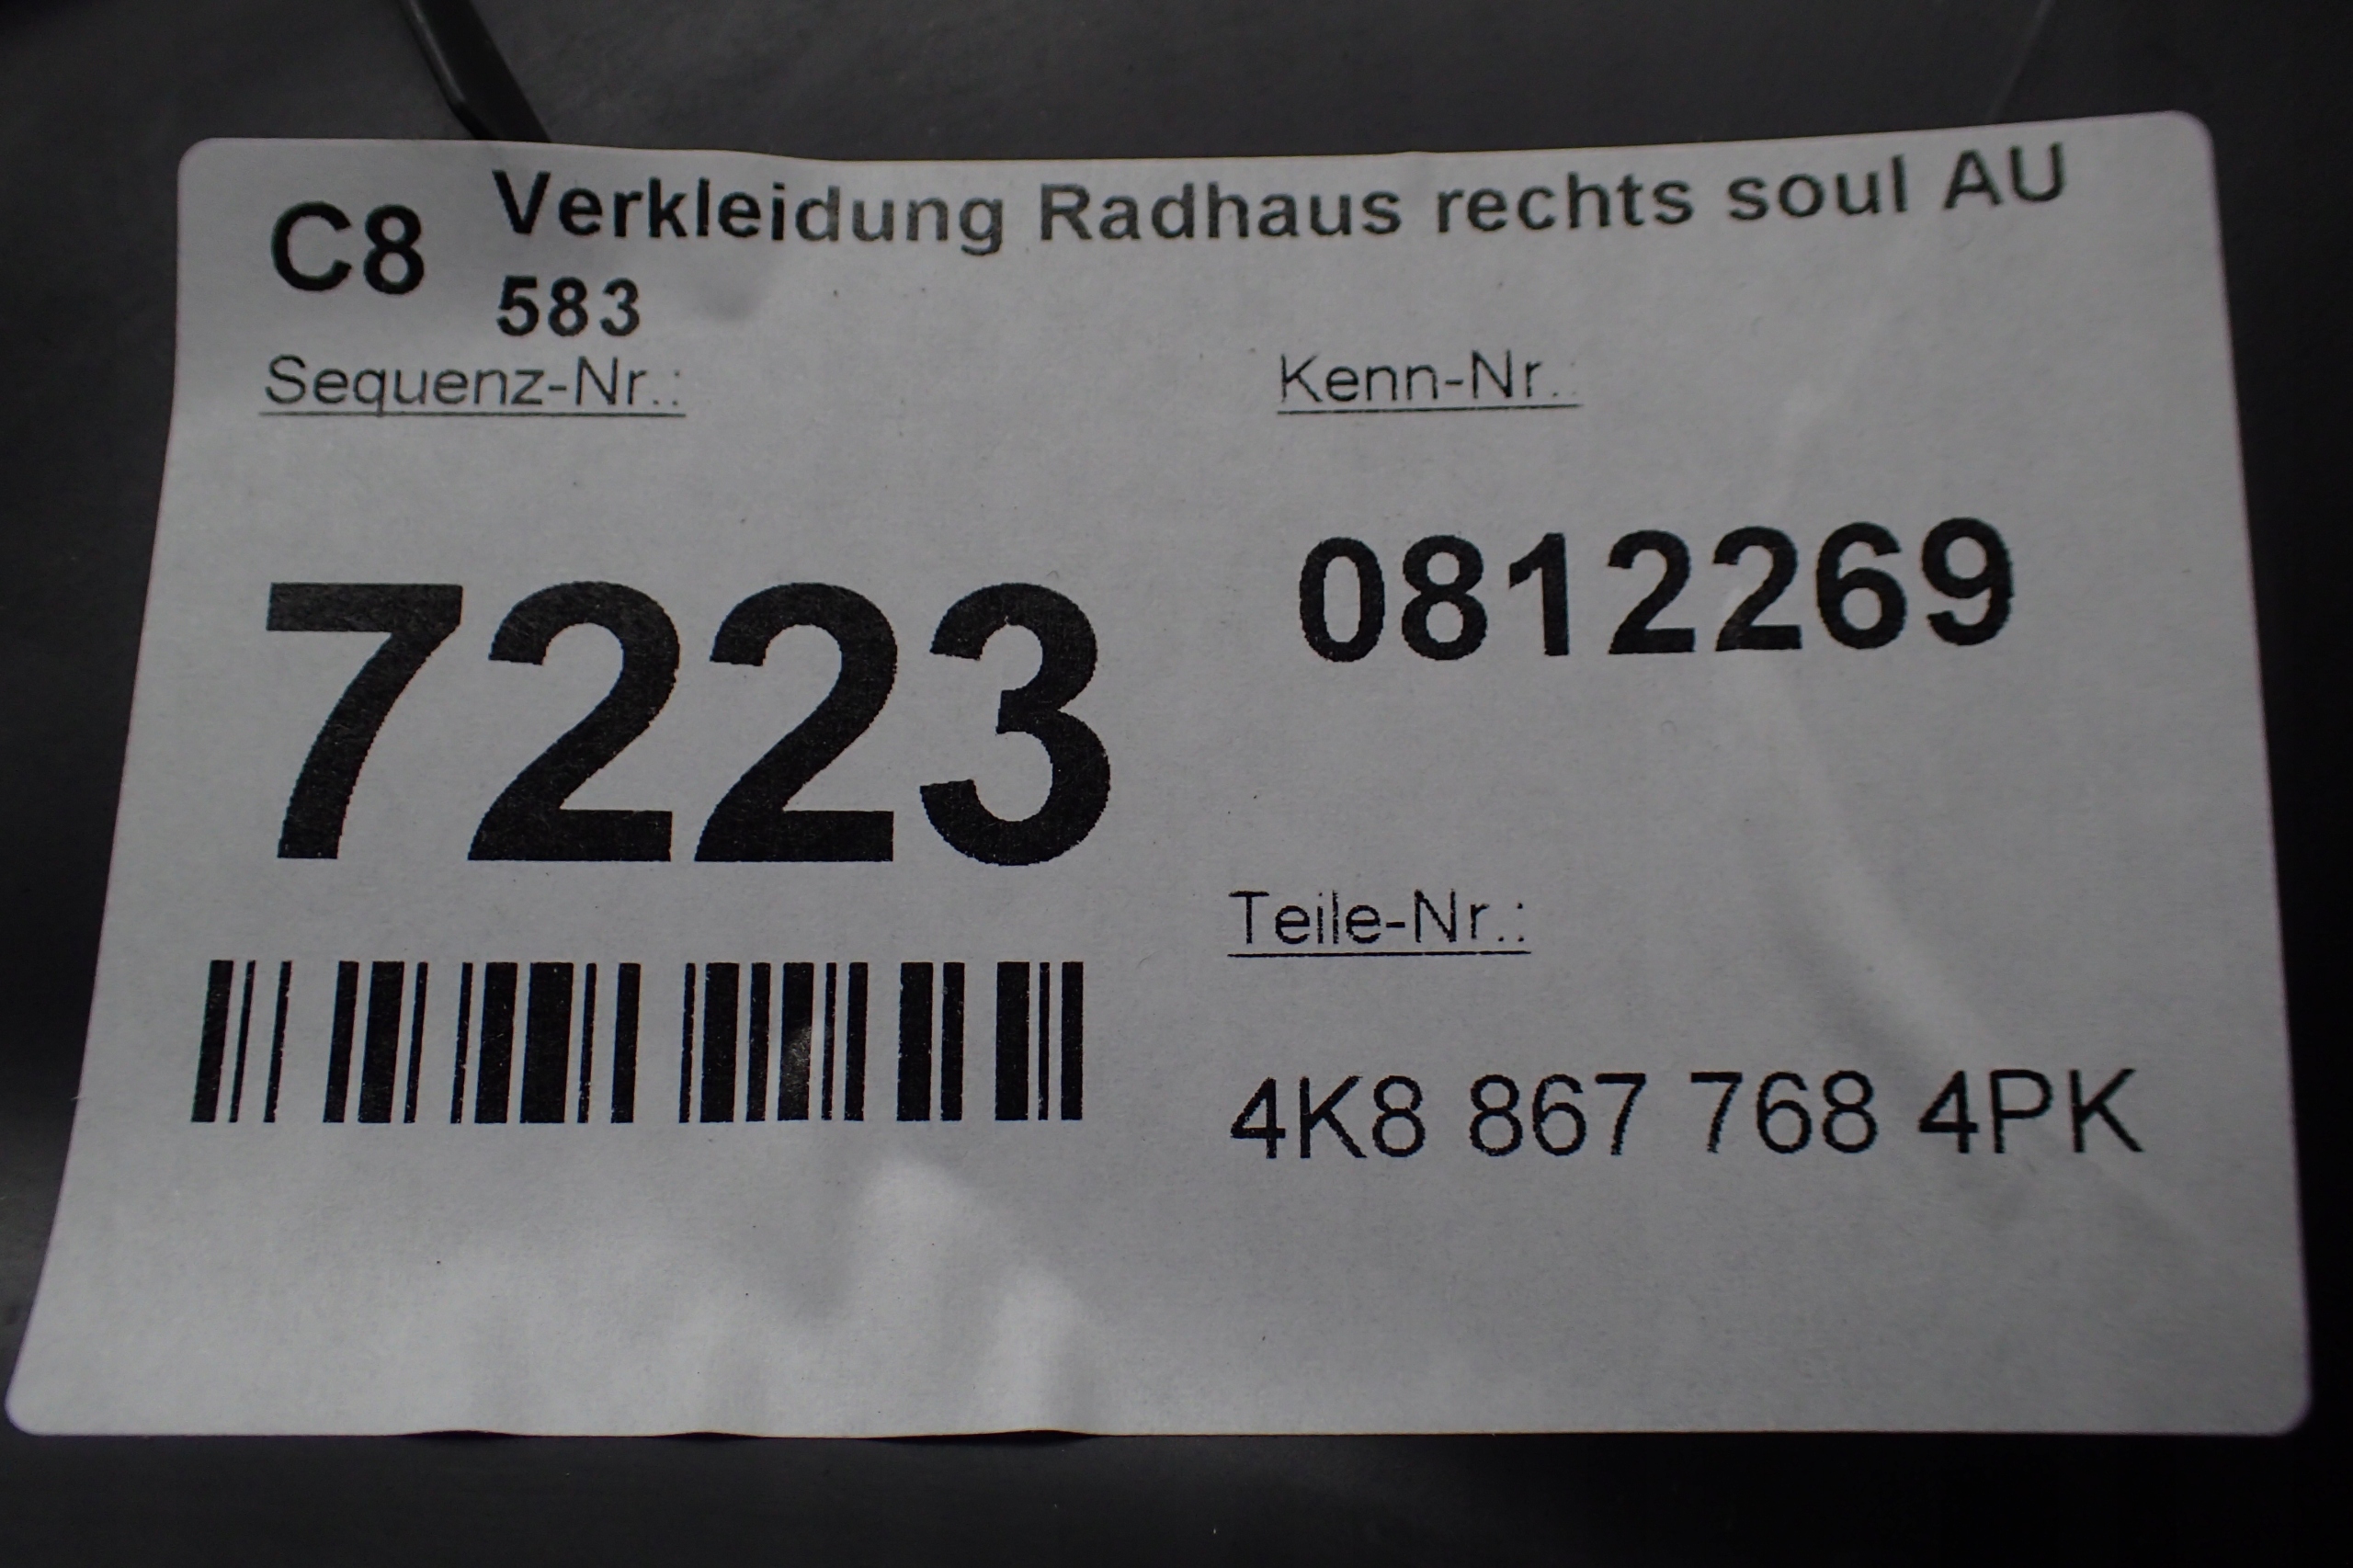 C8 Verkleidung Radhaus rechts soul AU
583
Sequenz-Nr.:
Kenn-Nr.:
7223
0812269
Teile-Nr.:
4K8 867 768 4PK